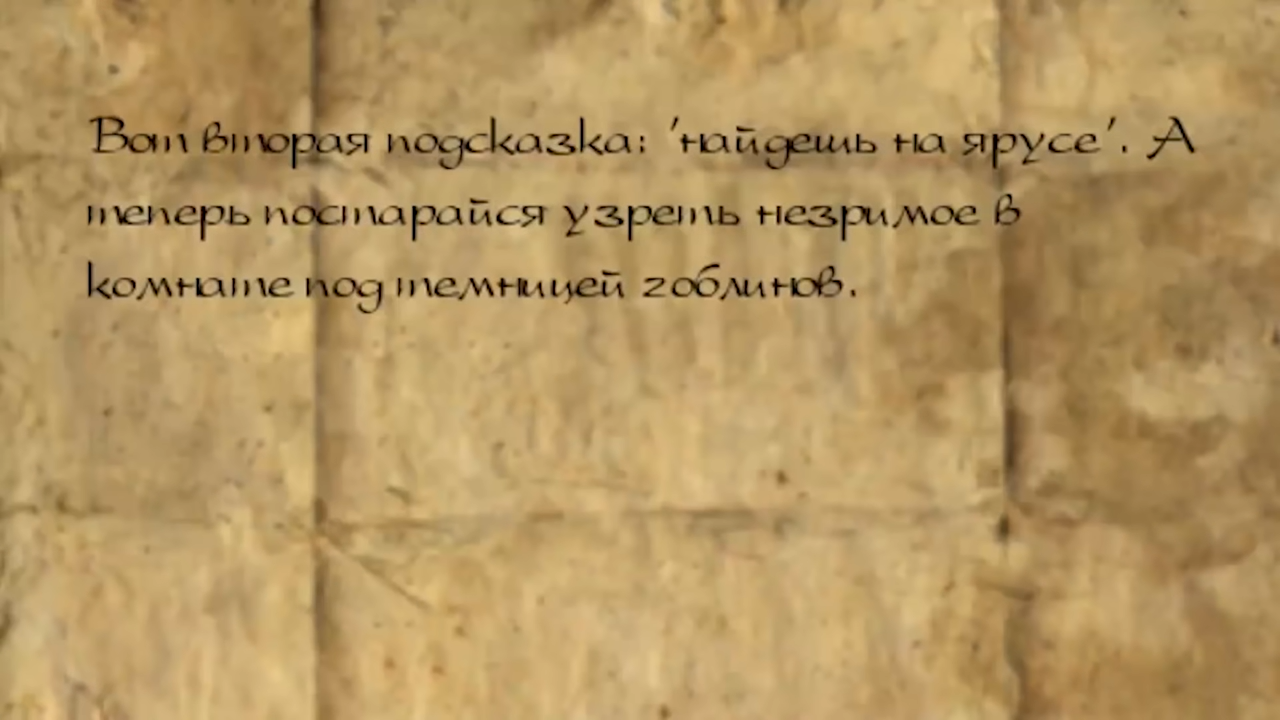 Вот вторая подсказка: 'найдешь на ярусе'. А
теперь постарайся узреть незримое в
комнате под темницей гоблинов.